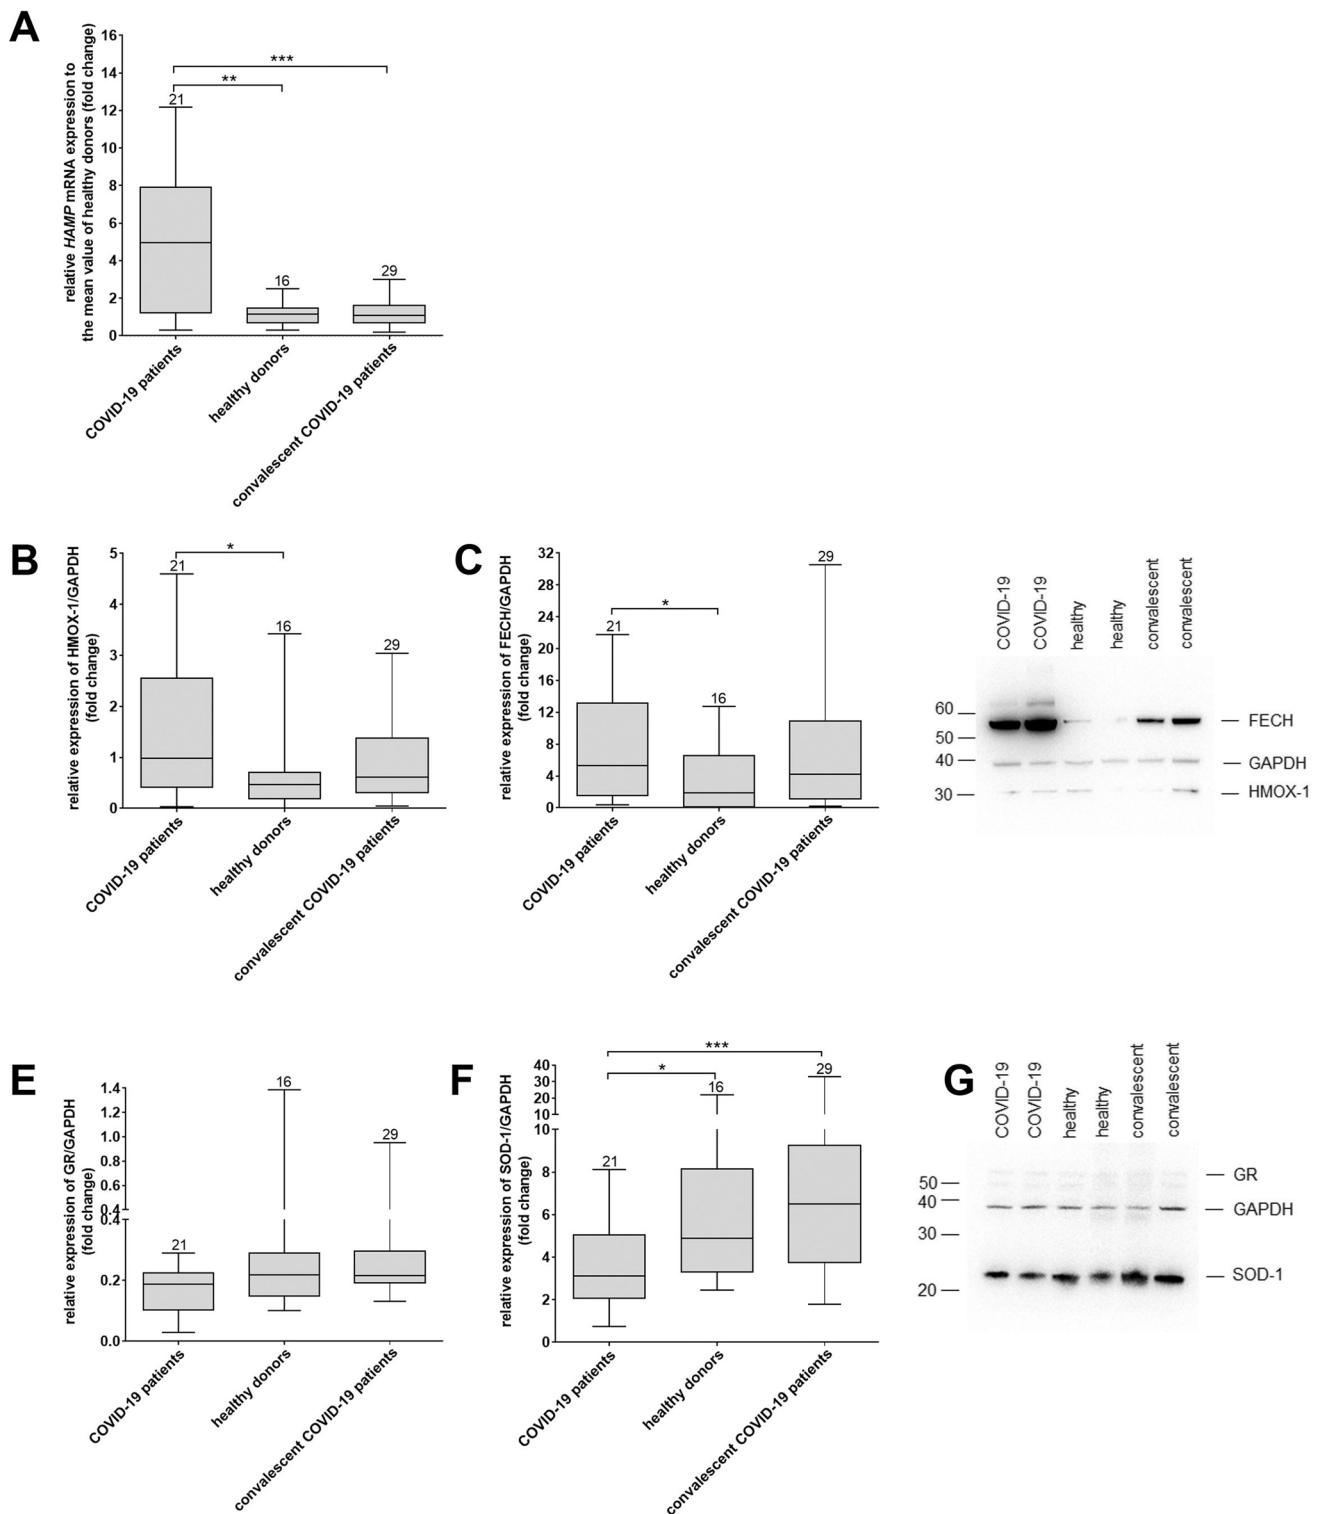 A
relative HAMP mRNA expression to
the mean value of healthy donors (fold change)
16
14
12
10
8
6
4
2
0
***
**
21
16
29
COVID-19 patients
healthy donors
convalescent COVID-19 patients
B
relative expression of HMOX-1/GAPDH
(fold change)
5
4
3
2
1
0
*
21
16
29
COVID-19 patients
healthy donors
convalescent COVID-19 patients
C
relative expression of FECH/GAPDH
(fold change)
32
28
24
20
16
12
8
4
0
*
21
16
29
COVID-19 patients
healthy donors
convalescent COVID-19 patients
COVID-19
COVID-19
healthy
healthy
convalescent
convalescent
60
50
40
30
FECH
GAPDH
HMOX-1
E
relative expression of GR/GAPDH
(fold change)
1.4
1.2
1.0
0.8
0.6
0.4
0.4
0.2
0.0
21
16
29
COVID-19 patients
healthy donors
convalescent COVID-19 patients
F
relative expression of SOD-1/GAPDH
(fold change)
40
30
20
10
10
8
6
4
2
0
***
*
21
16
29
COVID-19 patients
healthy donors
convalescent COVID-19 patients
G
COVID-19
COVID-19
healthy
healthy
convalescent
convalescent
50
40
30
20
GR
GAPDH
SOD-1